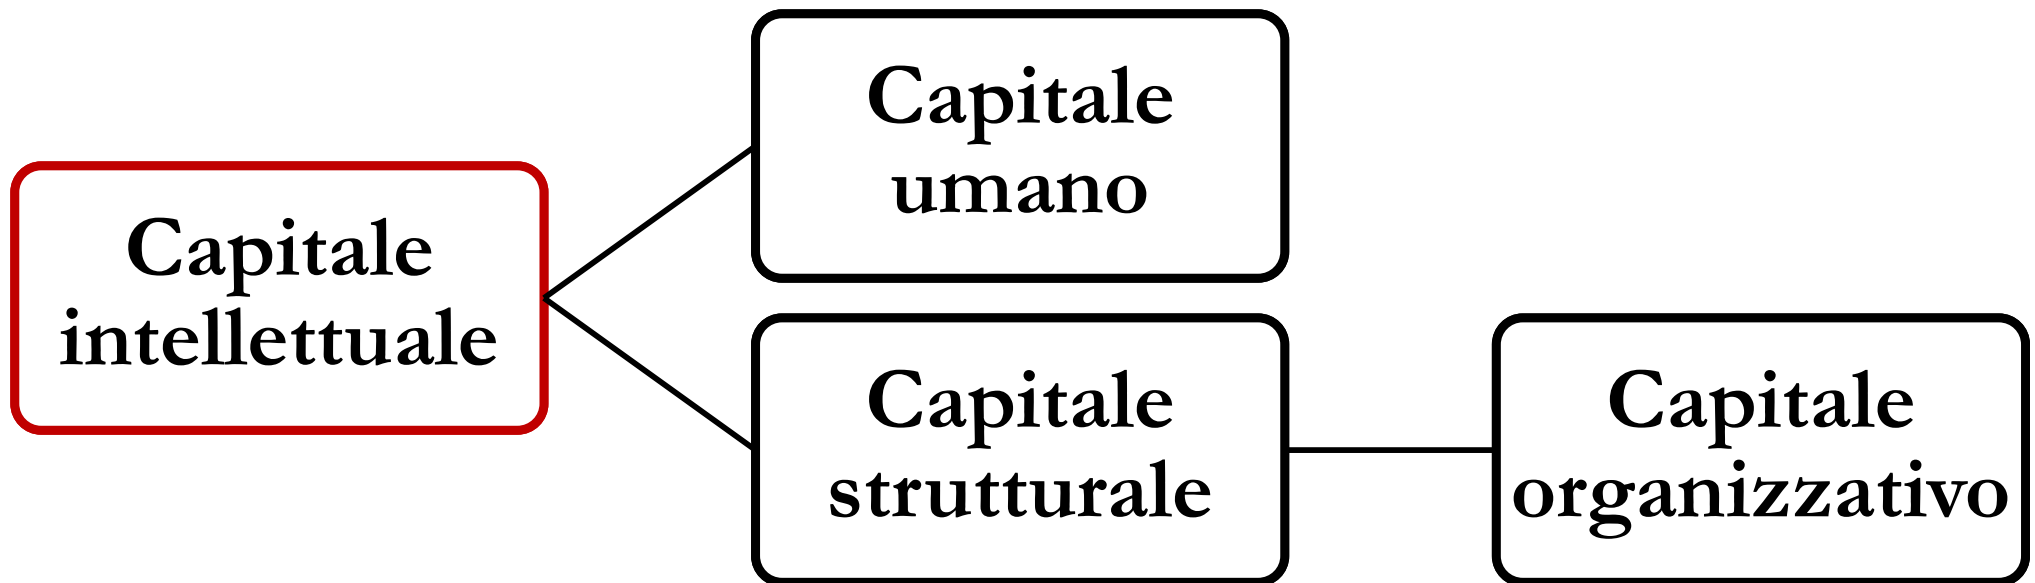 Capitale
umano
Capitale
intellettuale
Capitale
strutturale
Capitale
organizzativo